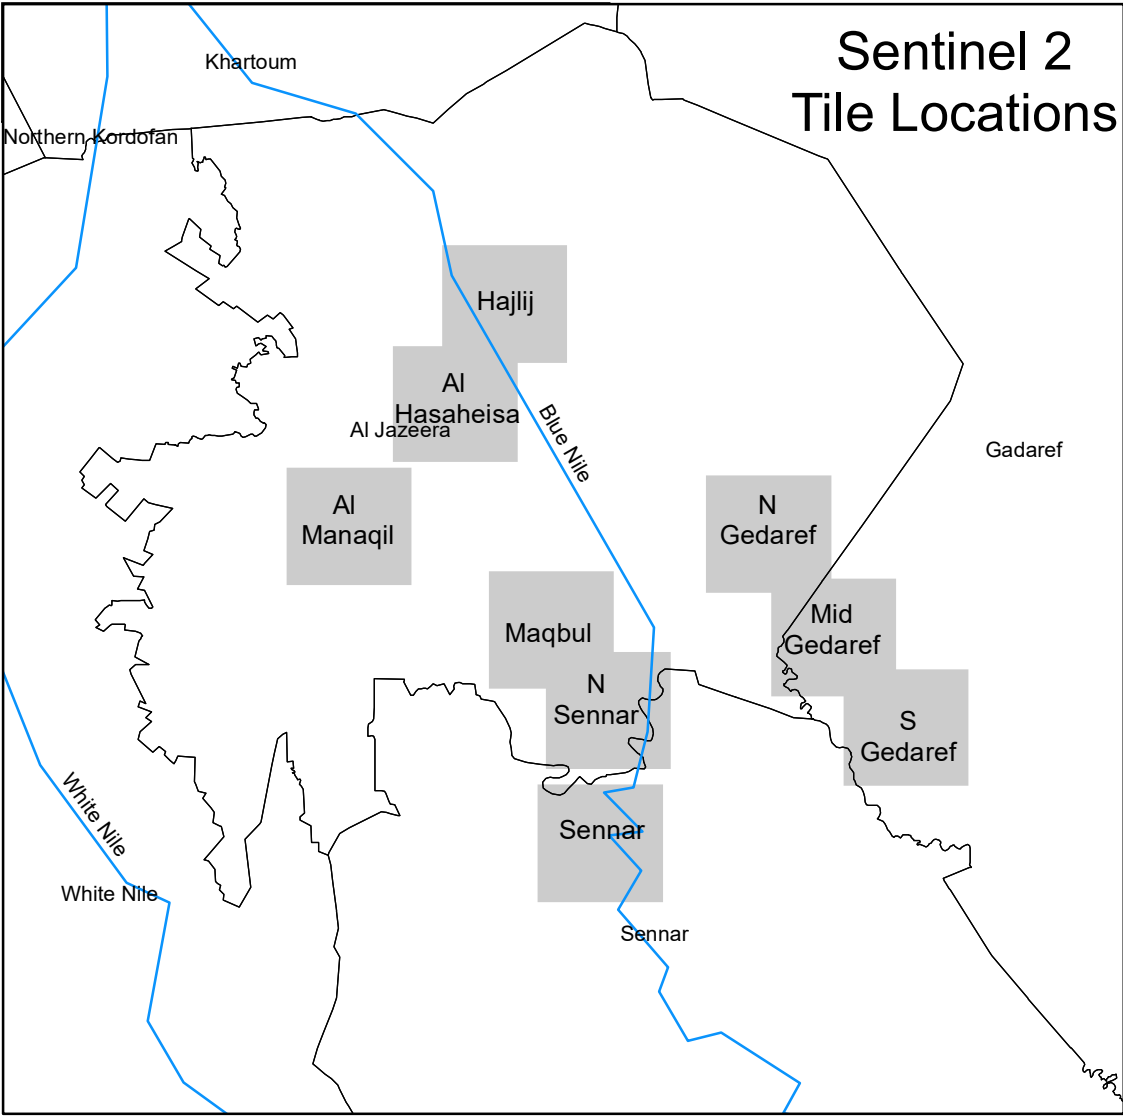 Sentinel 2
Tile Locations
Khartoum
Northern Kordofan
Hajlij
Al
Hasaheisa
Al Jazeera
Blue Nile
Gadaref
Al
Manaqil
N
Gedaref
Maqbul
Mid
Gedaref
N
Sennar
S
Gedaref
White Nile
Sennar
White Nile
Sennar